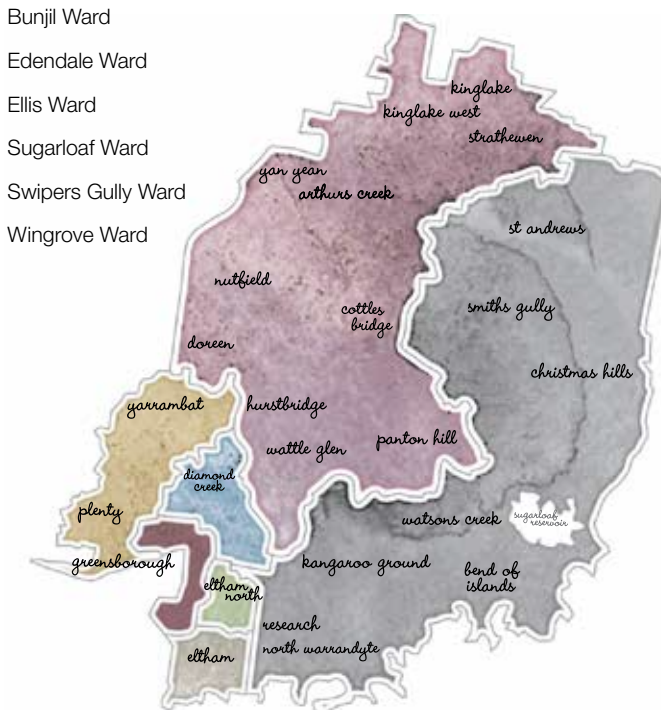 Bunjil Ward
Edendale Ward
Ellis Ward
Sugarloaf Ward
Swipers Gully Ward
Wingrove Ward
kinglake
kinglake west
strathewen
yan yean
arthurs creek
st andrews
nutfield
smiths gully
cottles
bridge
doreen
christmas hills
yarrambat
hurstbridge
wattle glen
panton hill
diamond
creek
plenty
watsons creek
sugarloaf
reservoir
greensborough
kangaroo ground
bend of
islands
eltham
north
research
north warrandyte
eltham